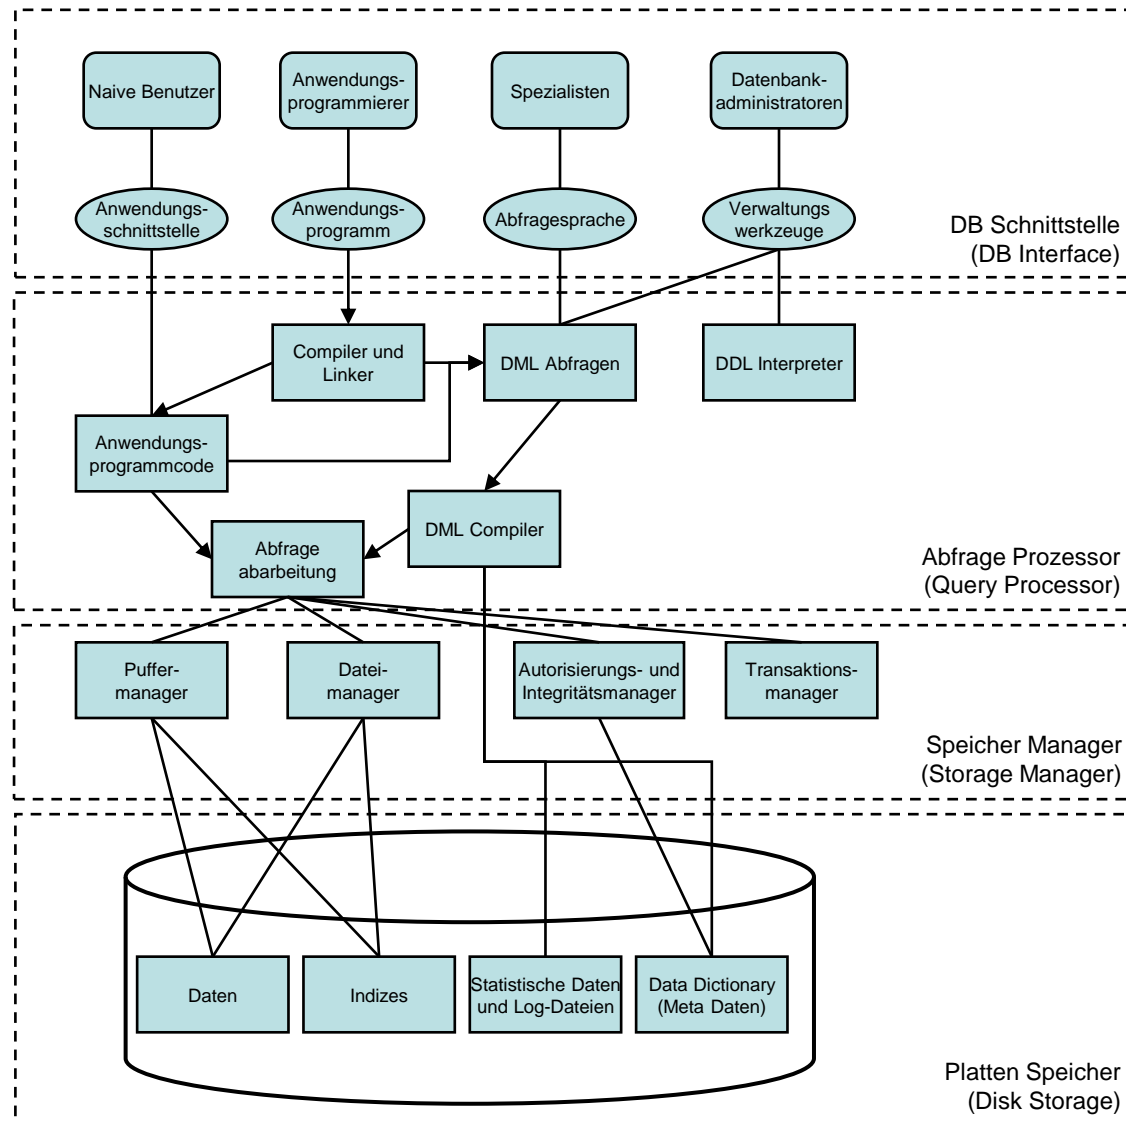 Naive Benutzer
Anwendungs-
programmierer
Spezialisten
Datenbank-
administratoren
Anwendungs-
schnittstelle
Anwendungs-
programm
Abfragesprache
Verwaltungs
werkzeuge
DB Schnittstelle
(DB Interface)
Compiler und
Linker
DML Abfragen
DDL Interpreter
Anwendungs-
programmcode
DML Compiler
Abfrage
abarbeitung
Abfrage Prozessor
(Query Processor)
Puffer-
manager
Datei-
manager
Autorisierungs- und
Integritätsmanager
Transaktions-
manager
Speicher Manager
(Storage Manager)
Daten
Indizes
Statistische Daten
und Log-Dateien
Data Dictionary
(Meta Daten)
Platten Speicher
(Disk Storage)